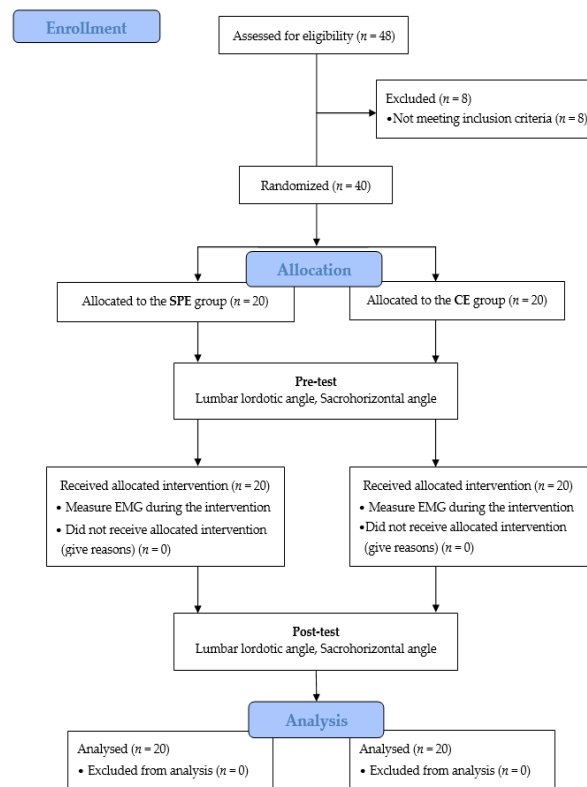 Enrollment
Assessed for eligibility (n = 48)
Excluded (n = 8)
•Not meeting inclusion criteria (n = 8)
Randomized (n = 40)
Allocation
Allocated to the SPE group (n = 20)
Allocated to the CE group (n = 20)
Pre-test
Lumbar lordotic angle, Sacrohorizontal angle
Received allocated intervention (n = 20)
• Measure EMG during the intervention
• Did not receive allocated intervention
(give reasons) (n = 0)
Received allocated intervention (n = 20)
• Measure EMG during the intervention
•Did not receive allocated intervention
(give reasons) (n = 0)
Post-test
Lumbar lordotic angle, Sacrohorizontal angle
Analysis
Analysed (n = 20)
• Excluded from analysis (n = 0)
Analysed (n = 20)
• Excluded from analysis (n = 0)